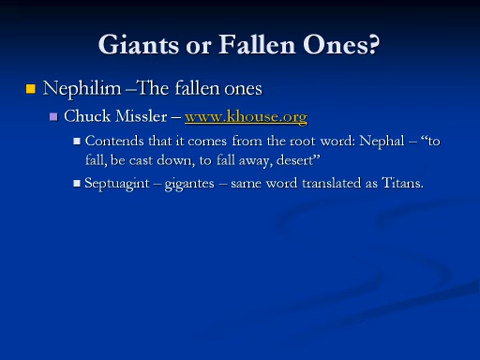 Giants or Fallen Ones?
Nephilim –The fallen ones
Chuck Missler – www.khouse.org
Contends that it comes from the root word: Nephal – “to
fall, be cast down, to fall away, desert”
Septuagint – gigantes – same word translated as Titans.